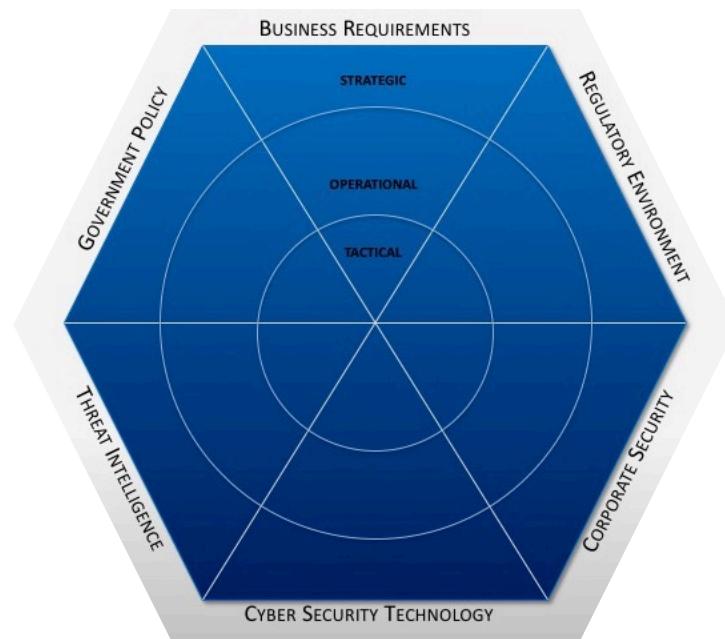 Business Requirements
STRATEGIC
Government Policy
Regulatory Environment
OPERATIONAL
TACTICAL
Threat Intelligence
Corporate Security
Cyber Security Technology